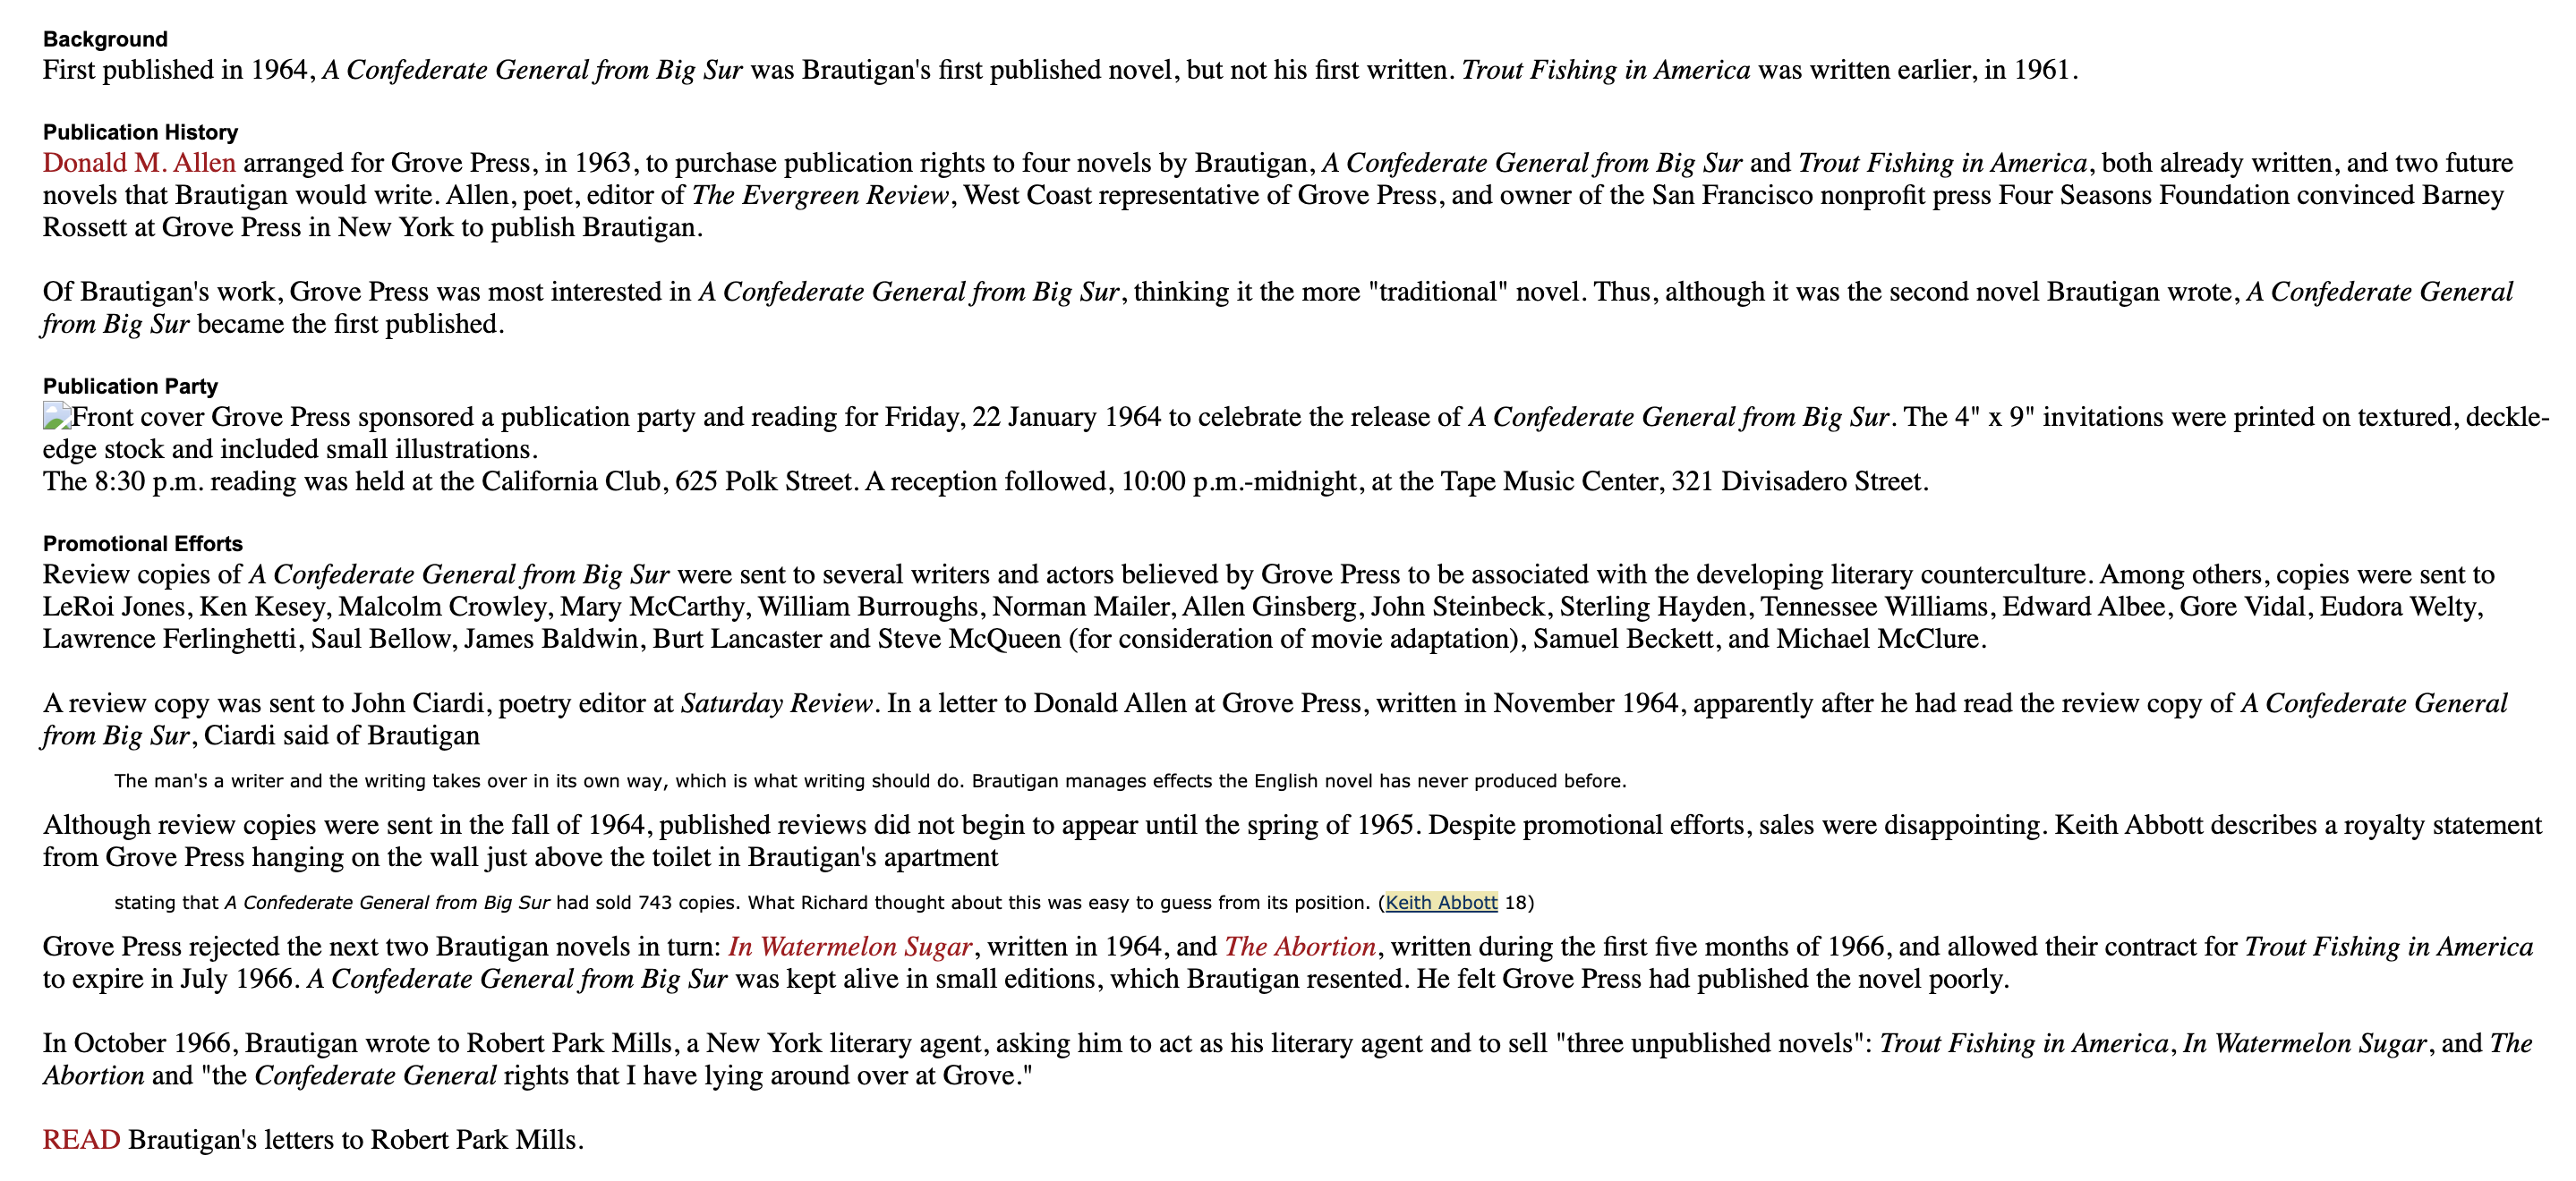 Background
First published in 1964, A Confederate General from Big Sur was Brautigan's first published novel, but not his first written. Trout Fishing in America was written earlier, in 1961.
Publication History
Donald M. Allen arranged for Grove Press, in 1963, to purchase publication rights to four novels by Brautigan, A Confederate General from Big Sur and Trout Fishing in America, both already written, and two future
novels that Brautigan would write. Allen, poet, editor of The Evergreen Review, West Coast representative of Grove Press, and owner of the San Francisco nonprofit press Four Seasons Foundation convinced Barney
Rossett at Grove Press in New York to publish Brautigan.
Of Brautigan's work, Grove Press was most interested in A Confederate General from Big Sur, thinking it the more "traditional" novel. Thus, although it was the second novel Brautigan wrote, A Confederate General
from Big Sur became the first published.
Publication Party
Front cover Grove Press sponsored a publication party and reading for Friday, 22 January 1964 to celebrate the release of A Confederate General from Big Sur. The 4" x 9" invitations were printed on textured, deckle-
edge stock and included small illustrations.
The 8:30 p.m. reading was held at the California Club, 625 Polk Street. A reception followed, 10:00 p.m.-midnight, at the Tape Music Center, 321 Divisadero Street.
Promotional Efforts
Review copies of A Confederate General from Big Sur were sent to several writers and actors believed by Grove Press to be associated with the developing literary counterculture. Among others, copies were sent to
LeRoi Jones, Ken Kesey, Malcolm Crowley, Mary McCarthy, William Burroughs, Norman Mailer, Allen Ginsberg, John Steinbeck, Sterling Hayden, Tennessee Williams, Edward Albee, Gore Vidal, Eudora Welty,
Lawrence Ferlinghetti, Saul Bellow, James Baldwin, Burt Lancaster and Steve McQueen (for consideration of movie adaptation), Samuel Beckett, and Michael McClure.
A review copy was sent to John Ciardi, poetry editor at Saturday Review. In a letter to Donald Allen at Grove Press, written in November 1964, apparently after he had read the review copy of A Confederate General
from Big Sur, Ciardi said of Brautigan
The man's a writer and the writing takes over in its own way, which is what writing should do. Brautigan manages effects the English novel has never produced before.
Although review copies were sent in the fall of 1964, published reviews did not begin to appear until the spring of 1965. Despite promotional efforts, sales were disappointing. Keith Abbott describes a royalty statement
from Grove Press hanging on the wall just above the toilet in Brautigan's apartment
stating that A Confederate General from Big Sur had sold 743 copies. What Richard thought about this was easy to guess from its position. (Keith Abbott 18)
Grove Press rejected the next two Brautigan novels in turn: In Watermelon Sugar, written in 1964, and The Abortion, written during the first five months of 1966, and allowed their contract for Trout Fishing in America
to expire in July 1966. A Confederate General from Big Sur was kept alive in small editions, which Brautigan resented. He felt Grove Press had published the novel poorly.
In October 1966, Brautigan wrote to Robert Park Mills, a New York literary agent, asking him to act as his literary agent and to sell "three unpublished novels": Trout Fishing in America, In Watermelon Sugar, and The
Abortion and "the Confederate General rights that I have lying around over at Grove."
READ Brautigan's letters to Robert Park Mills.